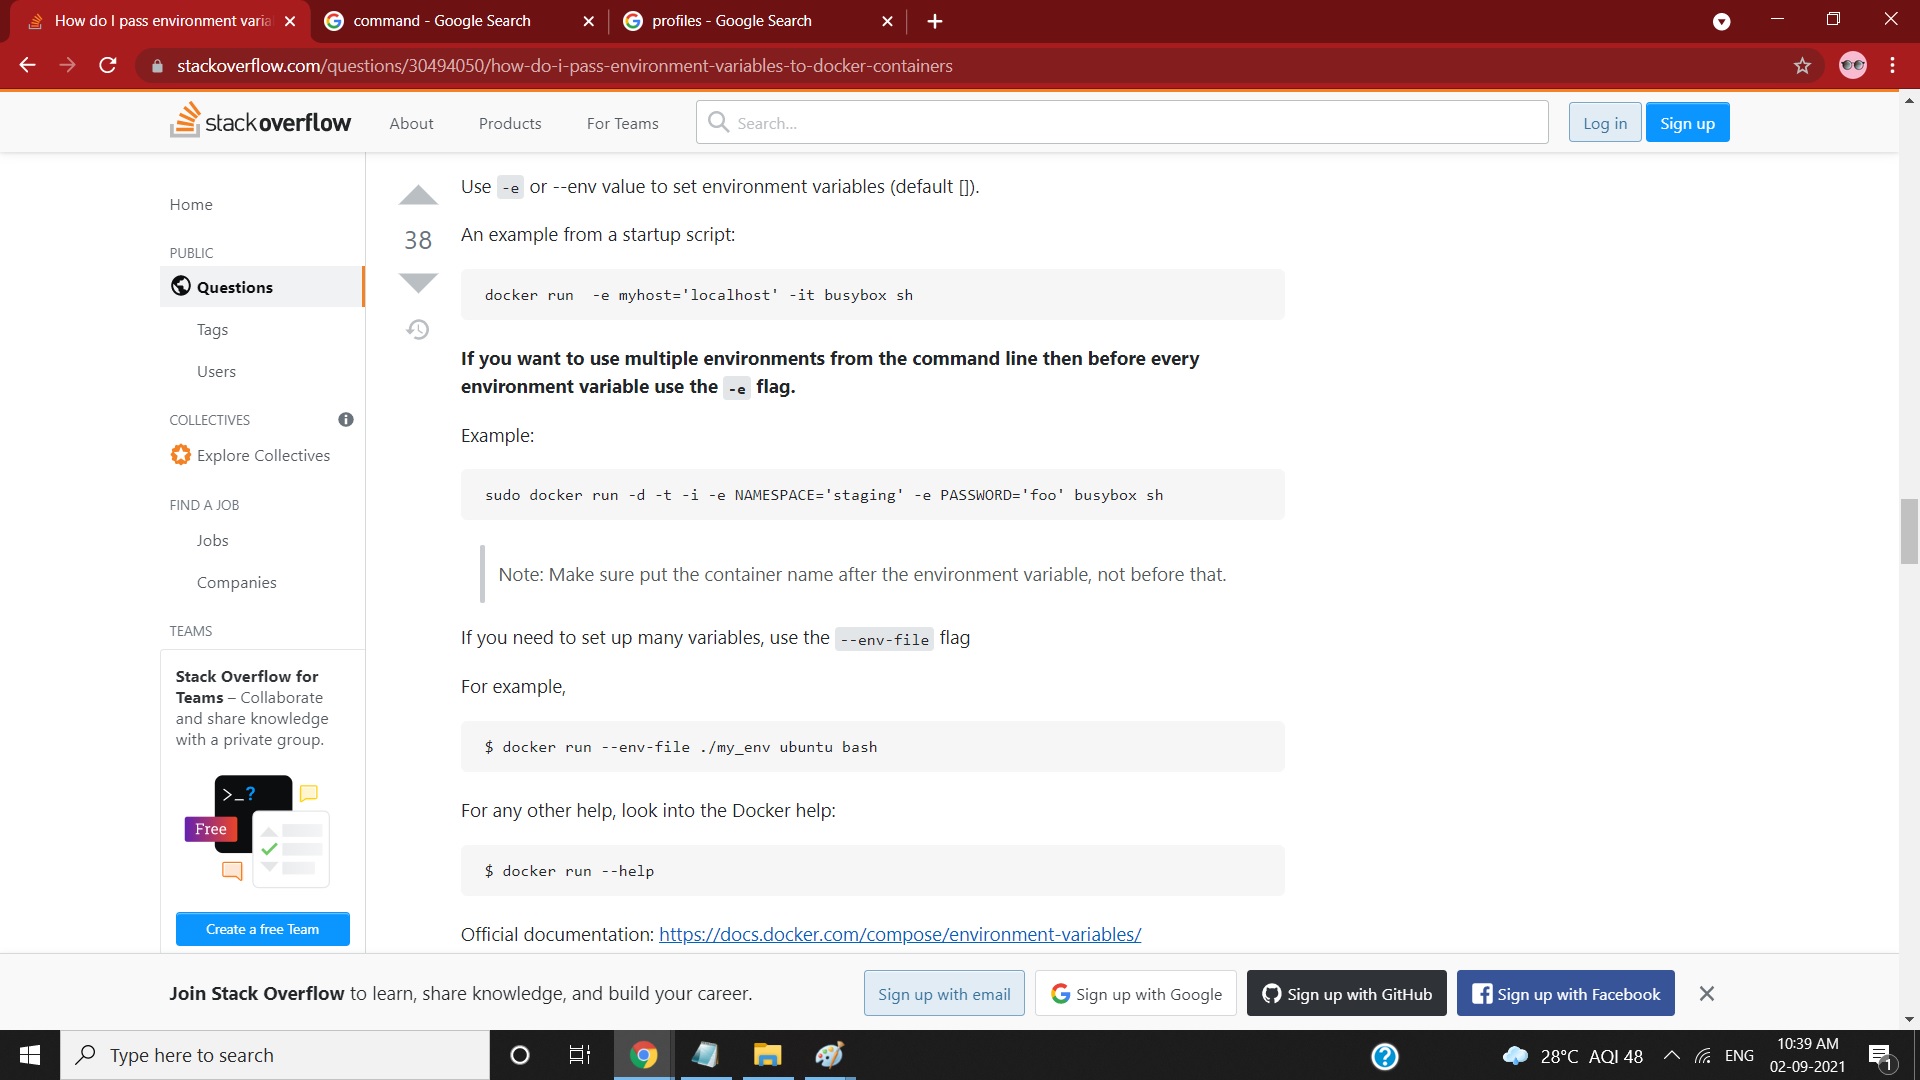 How do I pass environment varia
command - Google Search
profiles - Google Search
stackoverflow.com/questions/30494050/how-do-i-pass-environment-variables-to-docker-containers
stackoverflow
About
Products
For Teams
Search...
Log in
Sign up
Home
PUBLIC
Questions
Tags
Users
COLLECTIVES
Explore Collectives
FIND A JOB
Jobs
Companies
TEAMS
Stack Overflow for
Teams – Collaborate
and share knowledge
with a private group.
>_?
Free
Create a free Team
38
Use -e or --env value to set environment variables (default []).
An example from a startup script:
docker run  -e myhost='localhost' -it busybox sh
If you want to use multiple environments from the command line then before every
environment variable use the -e flag.
Example:
sudo docker run -d -t -i -e NAMESPACE='staging' -e PASSWORD='foo' busybox sh
Note: Make sure put the container name after the environment variable, not before that.
If you need to set up many variables, use the --env-file flag
For example,
$ docker run --env-file ./my_env ubuntu bash
For any other help, look into the Docker help:
$ docker run --help
Official documentation: https://docs.docker.com/compose/environment-variables/
Join Stack Overflow to learn, share knowledge, and build your career.
Sign up with email
Sign up with Google
Sign up with GitHub
Sign up with Facebook
Type here to search
28°C AQI 48
ENG
10:39 AM
02-09-2021
1